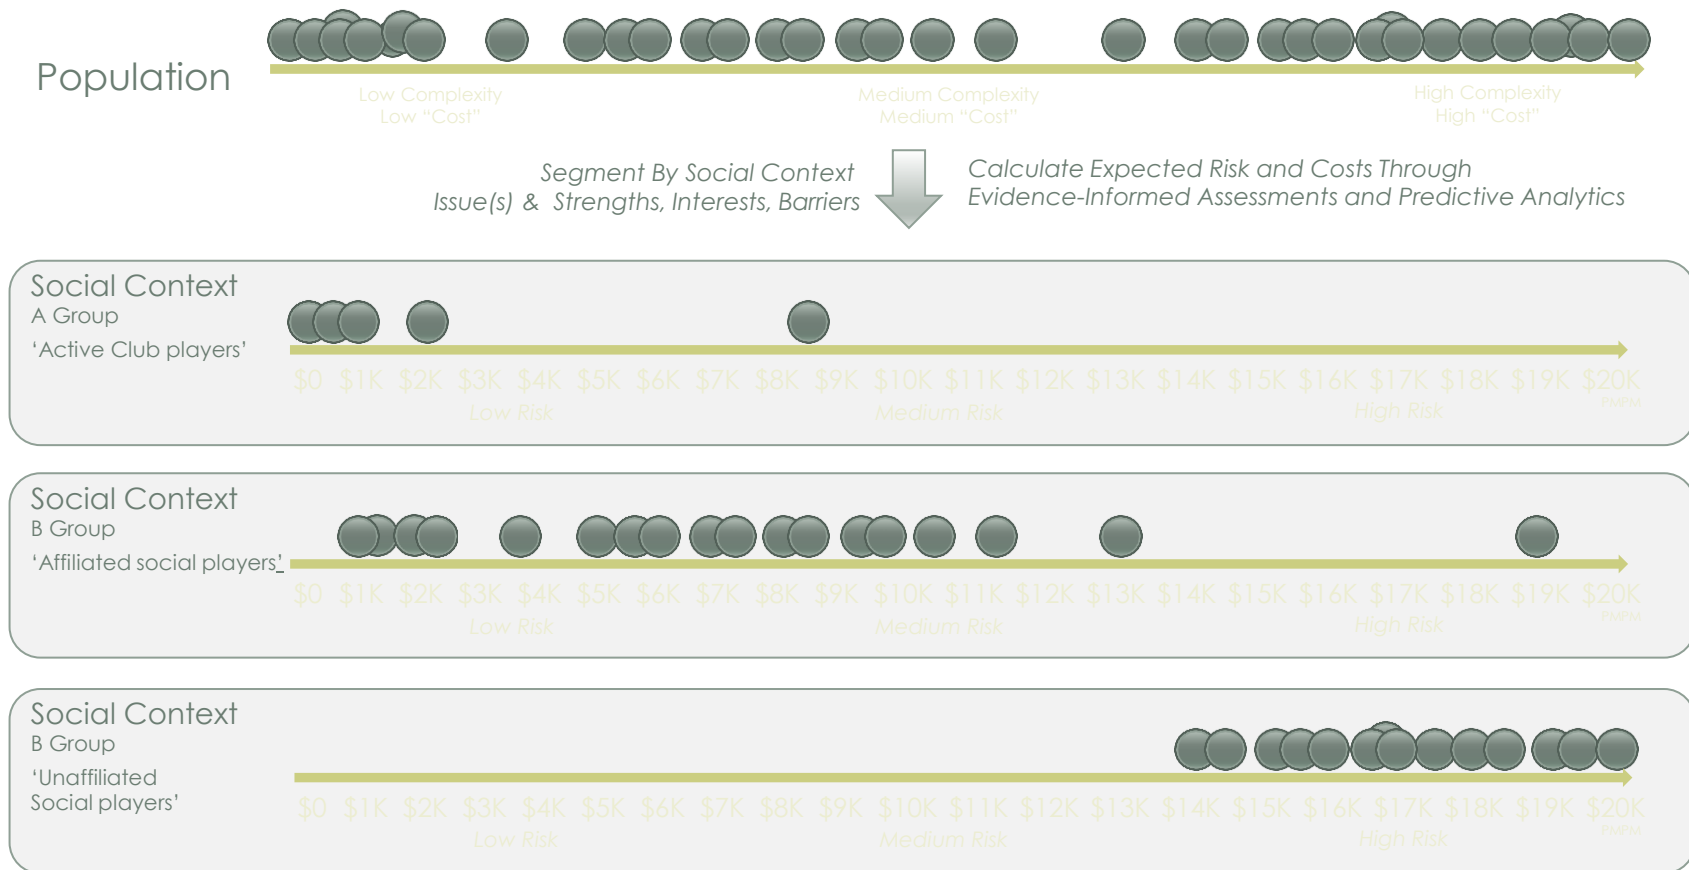 Population
Low Complexity
Low “Cost”
Medium Complexity
Medium “Cost”
High Complexity
High “Cost”
Segment By Social Context
Issue(s) & Strengths, Interests, Barriers
Calculate Expected Risk and Costs Through
Evidence-Informed Assessments and Predictive Analytics
Social Context
A Group
‘Active Club players’
$0 $1K $2K $3K $4K $5K $6K $7K $8K $9K $10K $11K $12K $13K $14K $15K $16K $17K $18K $19K $20K
Low Risk
Medium Risk
High Risk
PMPM
Social Context
B Group
‘Affiliated social players’
$0 $1K $2K $3K $4K $5K $6K $7K $8K $9K $10K $11K $12K $13K $14K $15K $16K $17K $18K $19K $20K
Low Risk
Medium Risk
High Risk
PMPM
Social Context
B Group
‘Unaffiliated
Social players’
$0 $1K $2K $3K $4K $5K $6K $7K $8K $9K $10K $11K $12K $13K $14K $15K $16K $17K $18K $19K $20K
Low Risk
Medium Risk
High Risk
PMPM